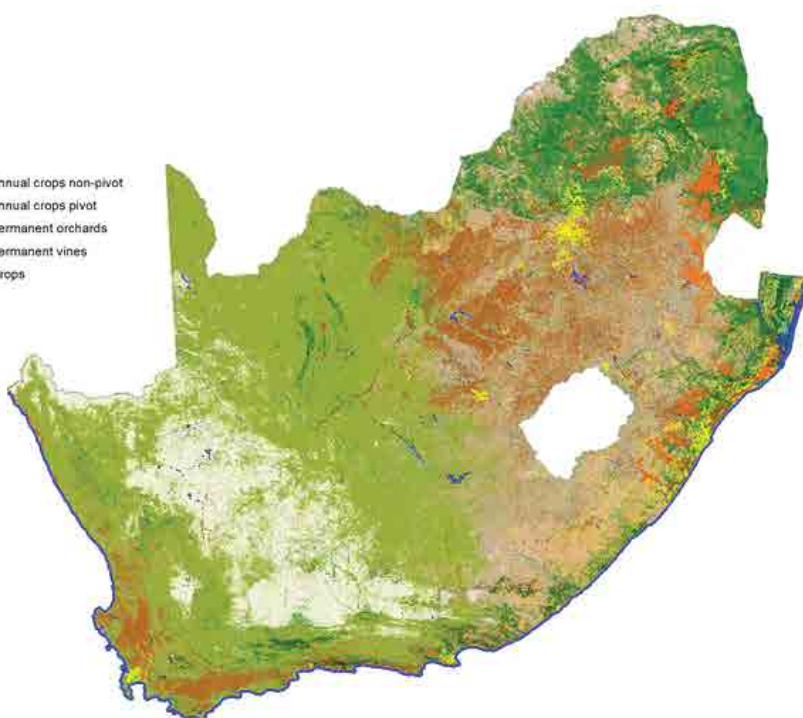 nnual crops non-pivot
nnual crops pivot
ermanent orchards
ermanent vines
rops